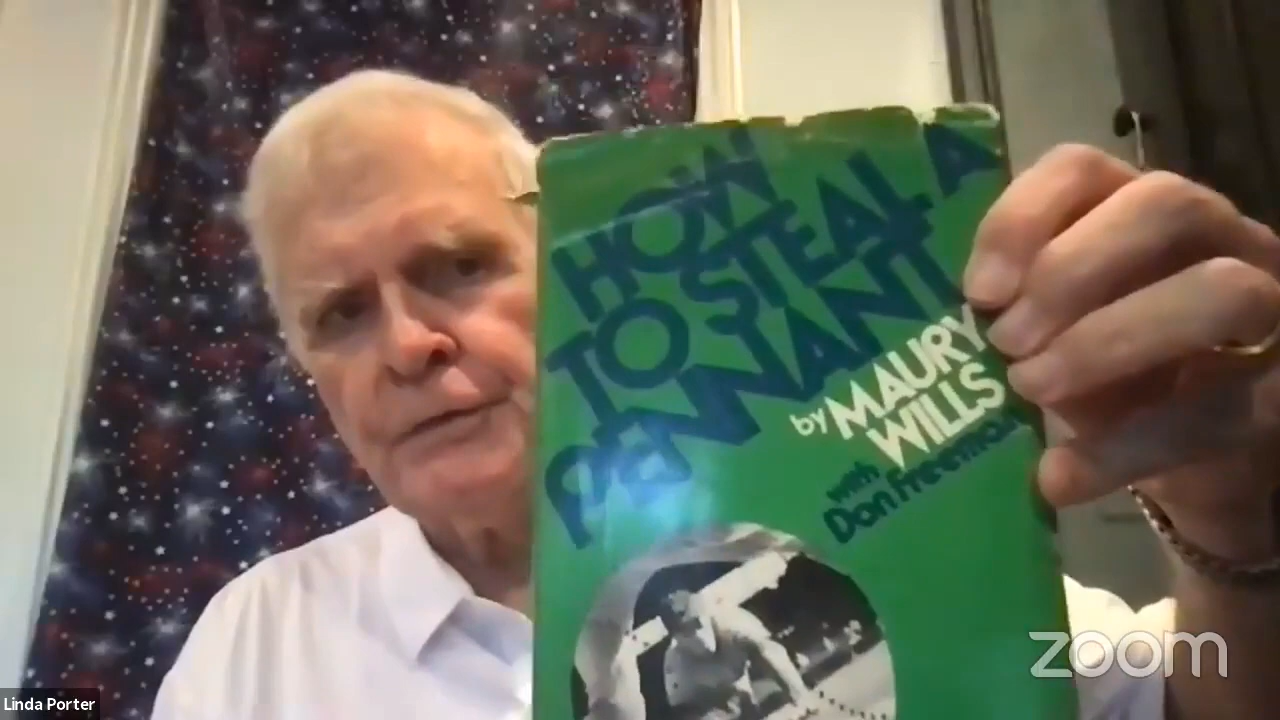 HOW
TO STEAL A
PENNANT
by MAURY
WILLS
with
Don Freeman
zoom
Linda Porter